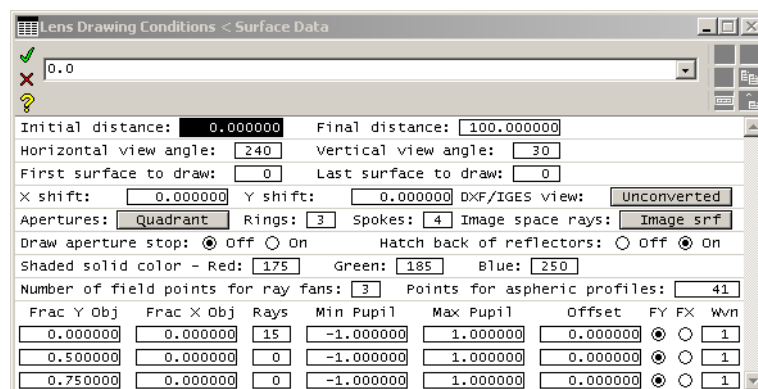 Lens Drawing Conditions < Surface Data
0.0
Initial distance: 0.000000 Final distance: 100.000000
Horizontal view angle: 240 Vertical view angle: 30
First surface to draw: 0 Last surface to draw: 0
X shift: 0.000000 Y shift: 0.000000 DXF/IGES view: Unconverted
Apertures: Quadrant Rings: 3 Spokes: 4 Image space rays: Image srf
Draw aperture stop: Off On Hatch back of reflectors: Off On
Shaded solid color - Red: 175 Green: 185 Blue: 250
Number of field points for ray fans: 3 Points for aspheric profiles: 41
Frac Y Obj Frac X Obj Rays Min Pupil Max Pupil Offset FY FX Wvn
0.000000 0.000000 15 -1.000000 1.000000 0.000000 1
0.500000 0.000000 0 -1.000000 1.000000 0.000000 1
0.750000 0.000000 0 -1.000000 1.000000 0.000000 1